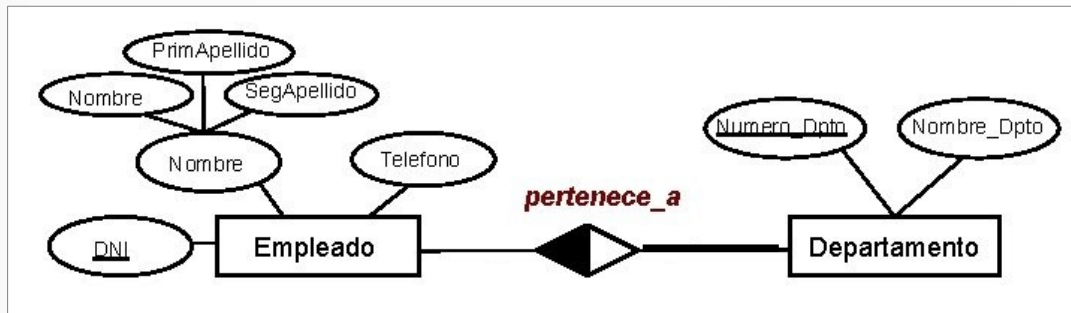 PrimApellido
Nombre
SegApellido
Nombre
Telefono
Numero_Dpto
Nombre_Dpto
pertenece_a
DNI
Empleado
Departamento